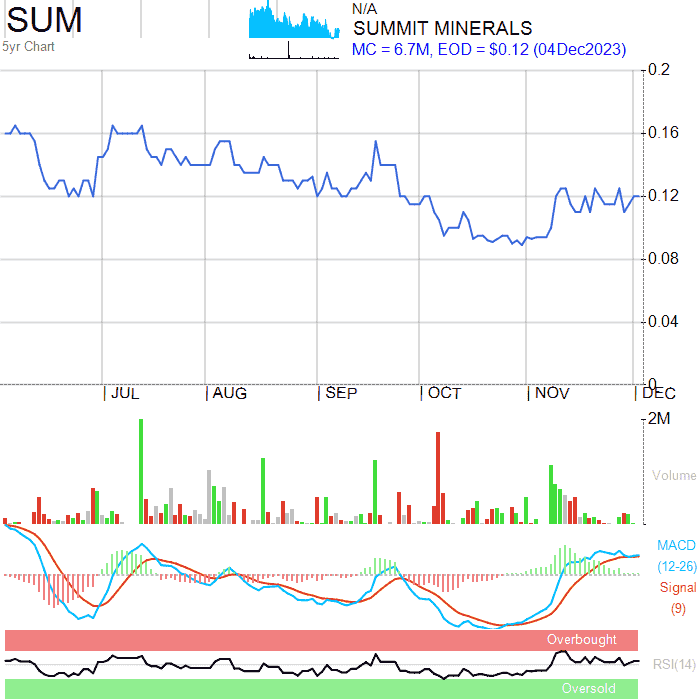 SUM
5yr Chart
N/A
SUMMIT MINERALS
MC = 6.7M, EOD = $0.12 (04Dec2023)
0.2
0.16
0.12
0.08
0.04
0
JUL AUG SEP OCT NOV DEC
2M
Volume
MACD
(12-26)
Signal
(9)
Overbought
RSI(14)
Oversold